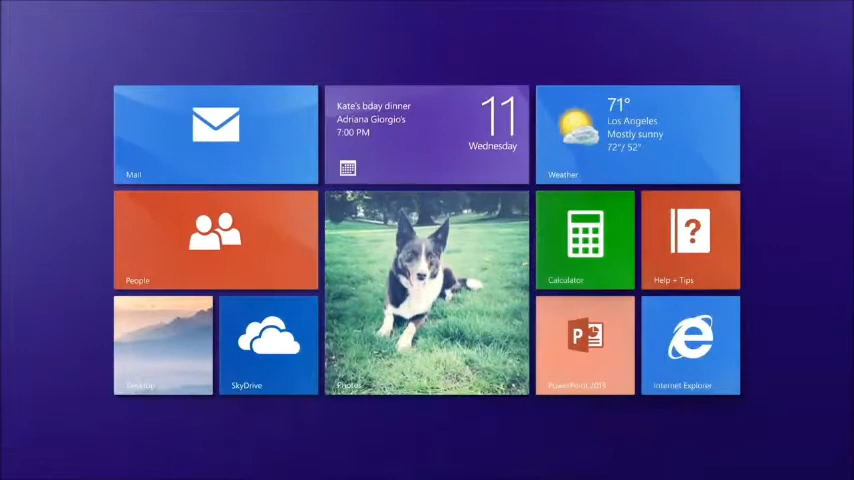 Mail
Kate's bday dinner
Adriana Giorgio's
7:00 PM
11
Wednesday
71°
Los Angeles
Mostly sunny
72°/ 52°
Weather
People
Calculator
?
Help + Tips
Desktop
SkyDrive
Photos
P
PowerPoint 2013
Internet Explorer